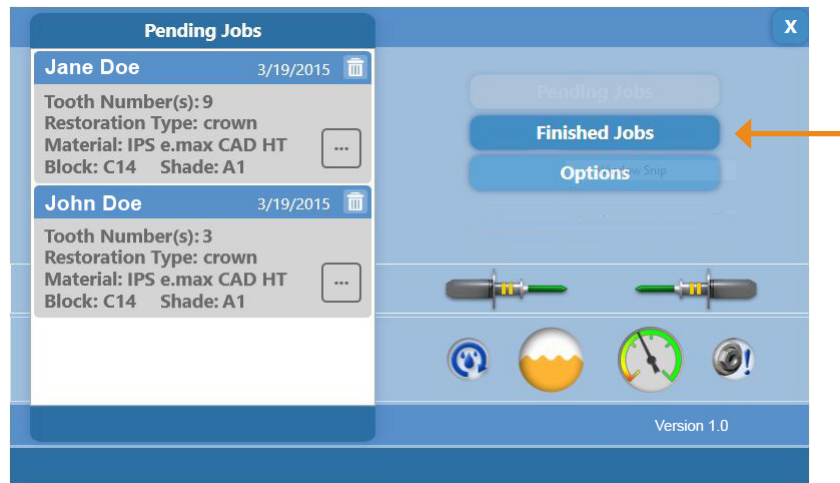 Pending Jobs
X
Jane Doe 3/19/2015
Tooth Number(s): 9
Restoration Type: crown
Material: IPS e.max CAD HT
...
Block: C14 Shade: A1
John Doe 3/19/2015
Tooth Number(s): 3
Restoration Type: crown
Material: IPS e.max CAD HT
...
Block: C14 Shade: A1
Pending Jobs
Finished Jobs
Options
Snip
!
Version 1.0